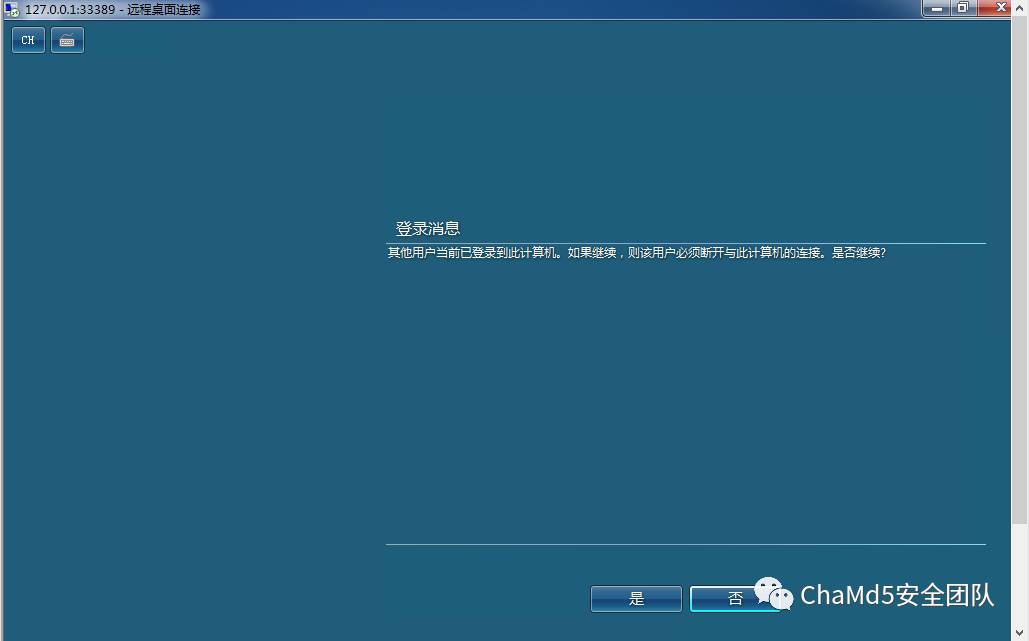 127.0.0.1:33389 - 远程桌面连接
CH
登录消息
其他用户当前已登录到此计算机。如果继续，则该用户必须断开与此计算机的连接。是否继续?
是
否
ChaMd5安全团队